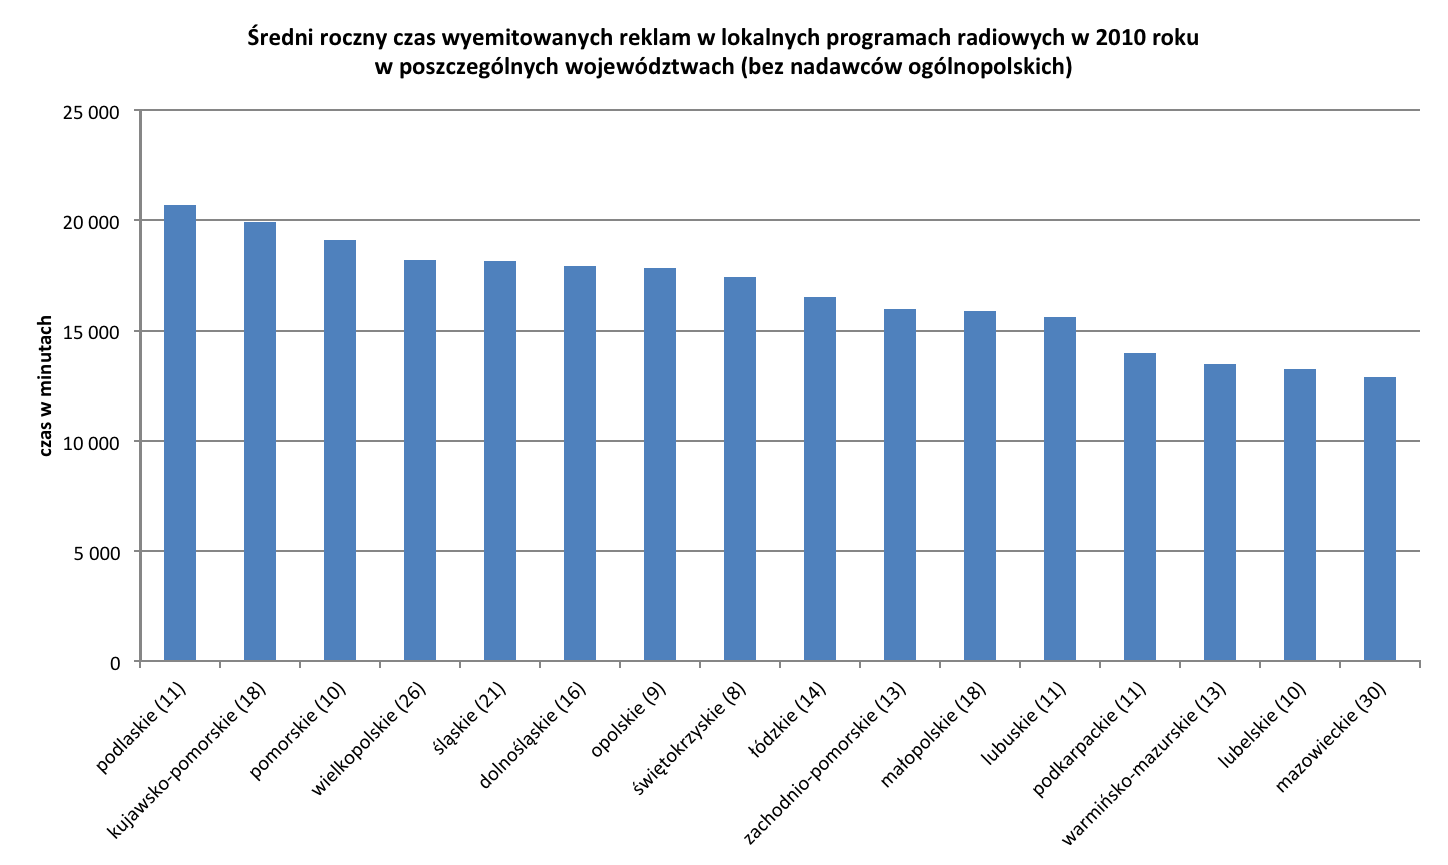 Średni roczny czas wyemitowanych reklam w lokalnych programach radiowych w 2010 roku
w poszczególnych województwach (bez nadawców ogólnopolskich)
25 000
20 000
15 000
10 000
5 000
0
czas w minutach
podlaskie (11)
kujawsko-pomorskie (18)
pomorskie (10)
wielkopolskie (26)
śląskie (21)
dolnośląskie (16)
opolskie (9)
świętokrzyskie (8)
łódzkie (14)
zachodnio-pomorskie (13)
małopolskie (18)
lubuskie (11)
podkarpackie (11)
warmińsko-mazurskie (13)
lubelskie (10)
mazowieckie (30)